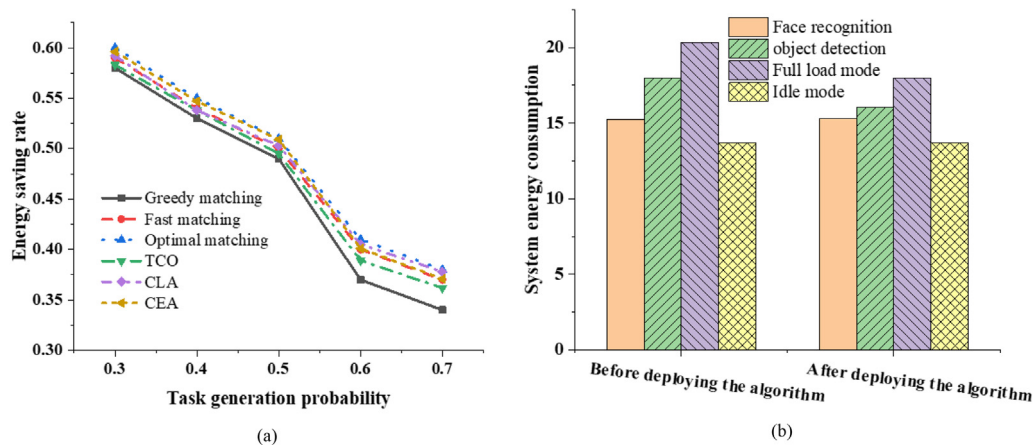 Energy saving rate
0.60
0.55
0.50
0.45
0.40
0.35
0.30
Greedy matching
Fast matching
Optimal matching
TCO
CLA
CEA
0.3 0.4 0.5 0.6 0.7
Task generation probability
(a)
System energy consumption
20
15
10
5
0
Face recognition
object detection
Full load mode
Idle mode
Before deploying the algorithm
After deploying the algorithm
(b)